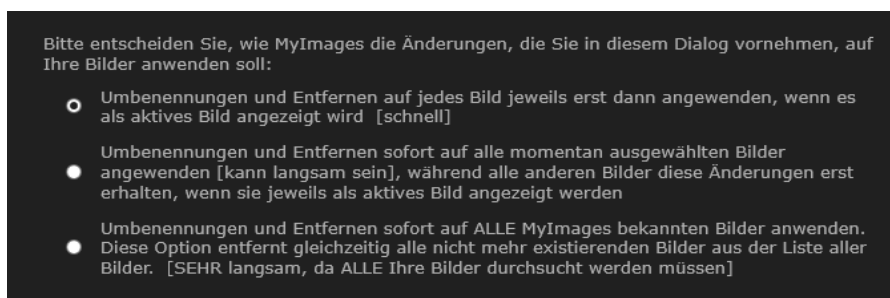 Bitte entscheiden Sie, wie MyImages die Änderungen, die Sie in diesem Dialog vornehmen, auf
Ihre Bilder anwenden soll:
Umbenennungen und Entfernen auf jedes Bild jeweils erst dann angewenden, wenn es
als aktives Bild angezeigt wird [schnell]
Umbenennungen und Entfernen sofort auf alle momentan ausgewählten Bilder
angewenden [kann langsam sein], während alle anderen Bilder diese Änderungen erst
erhalten, wenn sie jeweils als aktives Bild angezeigt werden
Umbenennungen und Entfernen sofort auf ALLE MyImages bekannten Bilder anwenden.
Diese Option entfernt gleichzeitig alle nicht mehr existierenden Bilder aus der Liste aller
Bilder. [SEHR langsam, da ALLE Ihre Bilder durchsucht werden müssen]